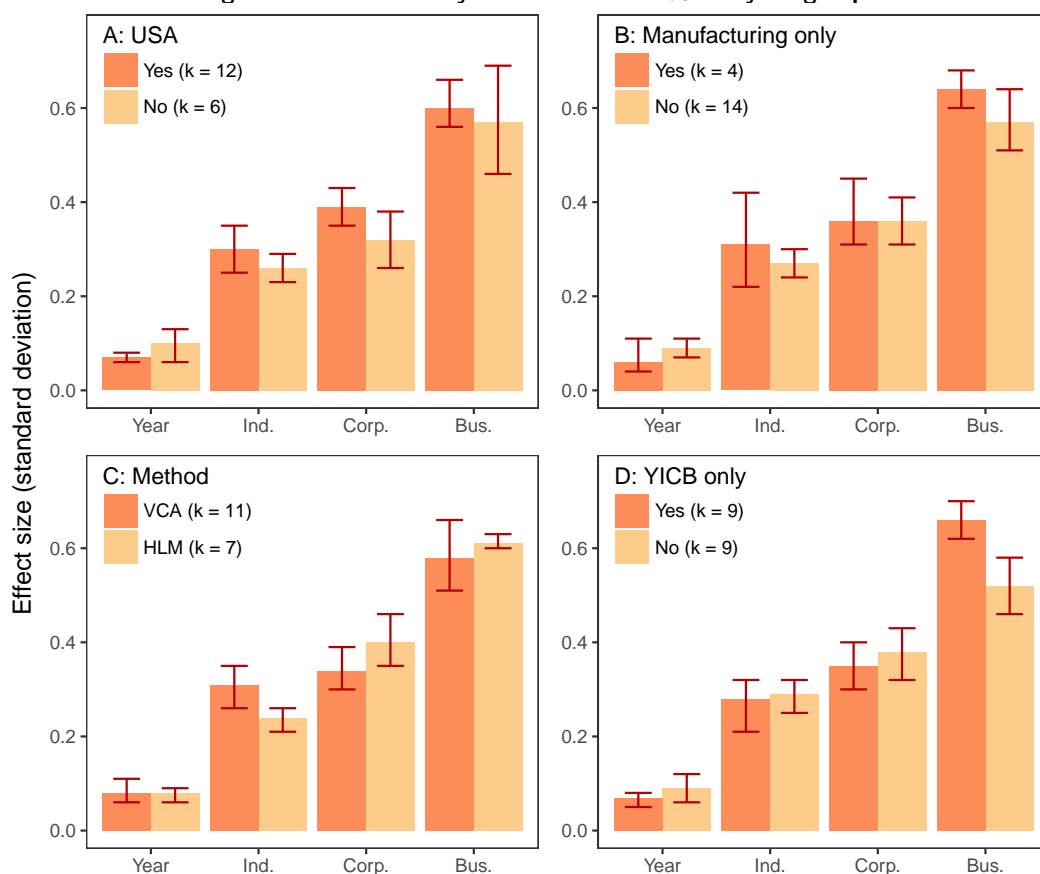 A: USA
Yes (k = 12)
No (k = 6)
0.6
0.4
0.2
0.0
Year Ind. Corp. Bus.
B: Manufacturing only
Yes (k = 4)
No (k = 14)
0.6
0.4
0.2
0.0
Year Ind. Corp. Bus.
Effect size (standard deviation)
C: Method
VCA (k = 11)
HLM (k = 7)
0.6
0.4
0.2
0.0
Year Ind. Corp. Bus.
D: YICB only
Yes (k = 9)
No (k = 9)
0.6
0.4
0.2
0.0
Year Ind. Corp. Bus.